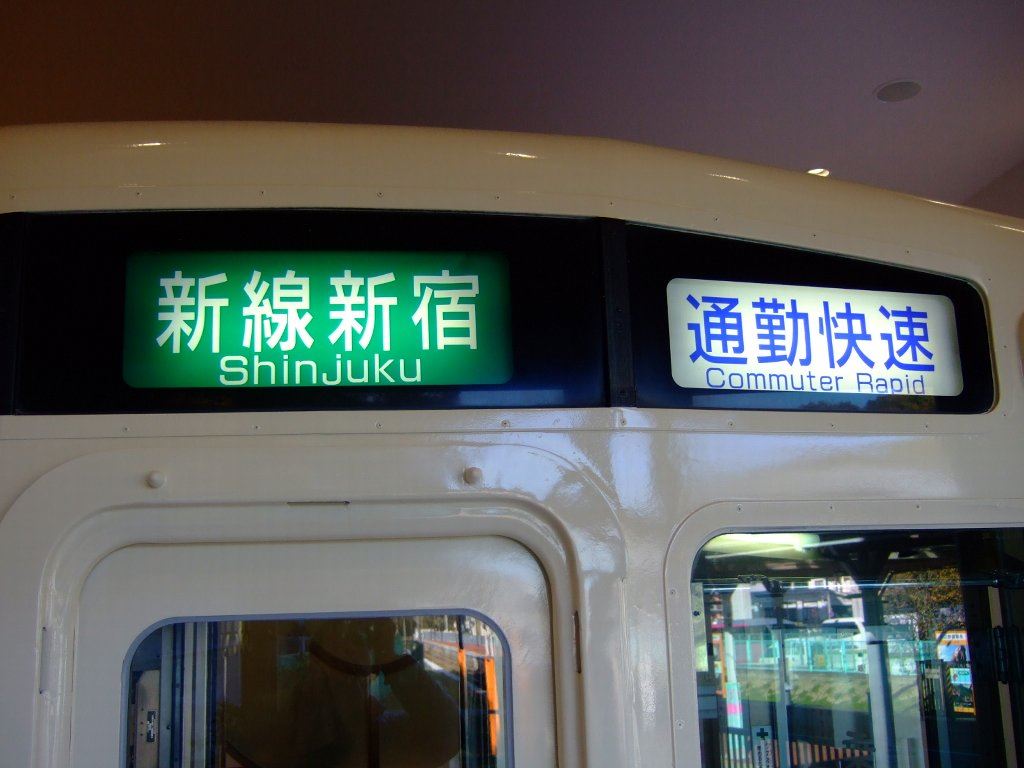 新線新宿
Shinjuku
通勤快速
Commuter Rapid